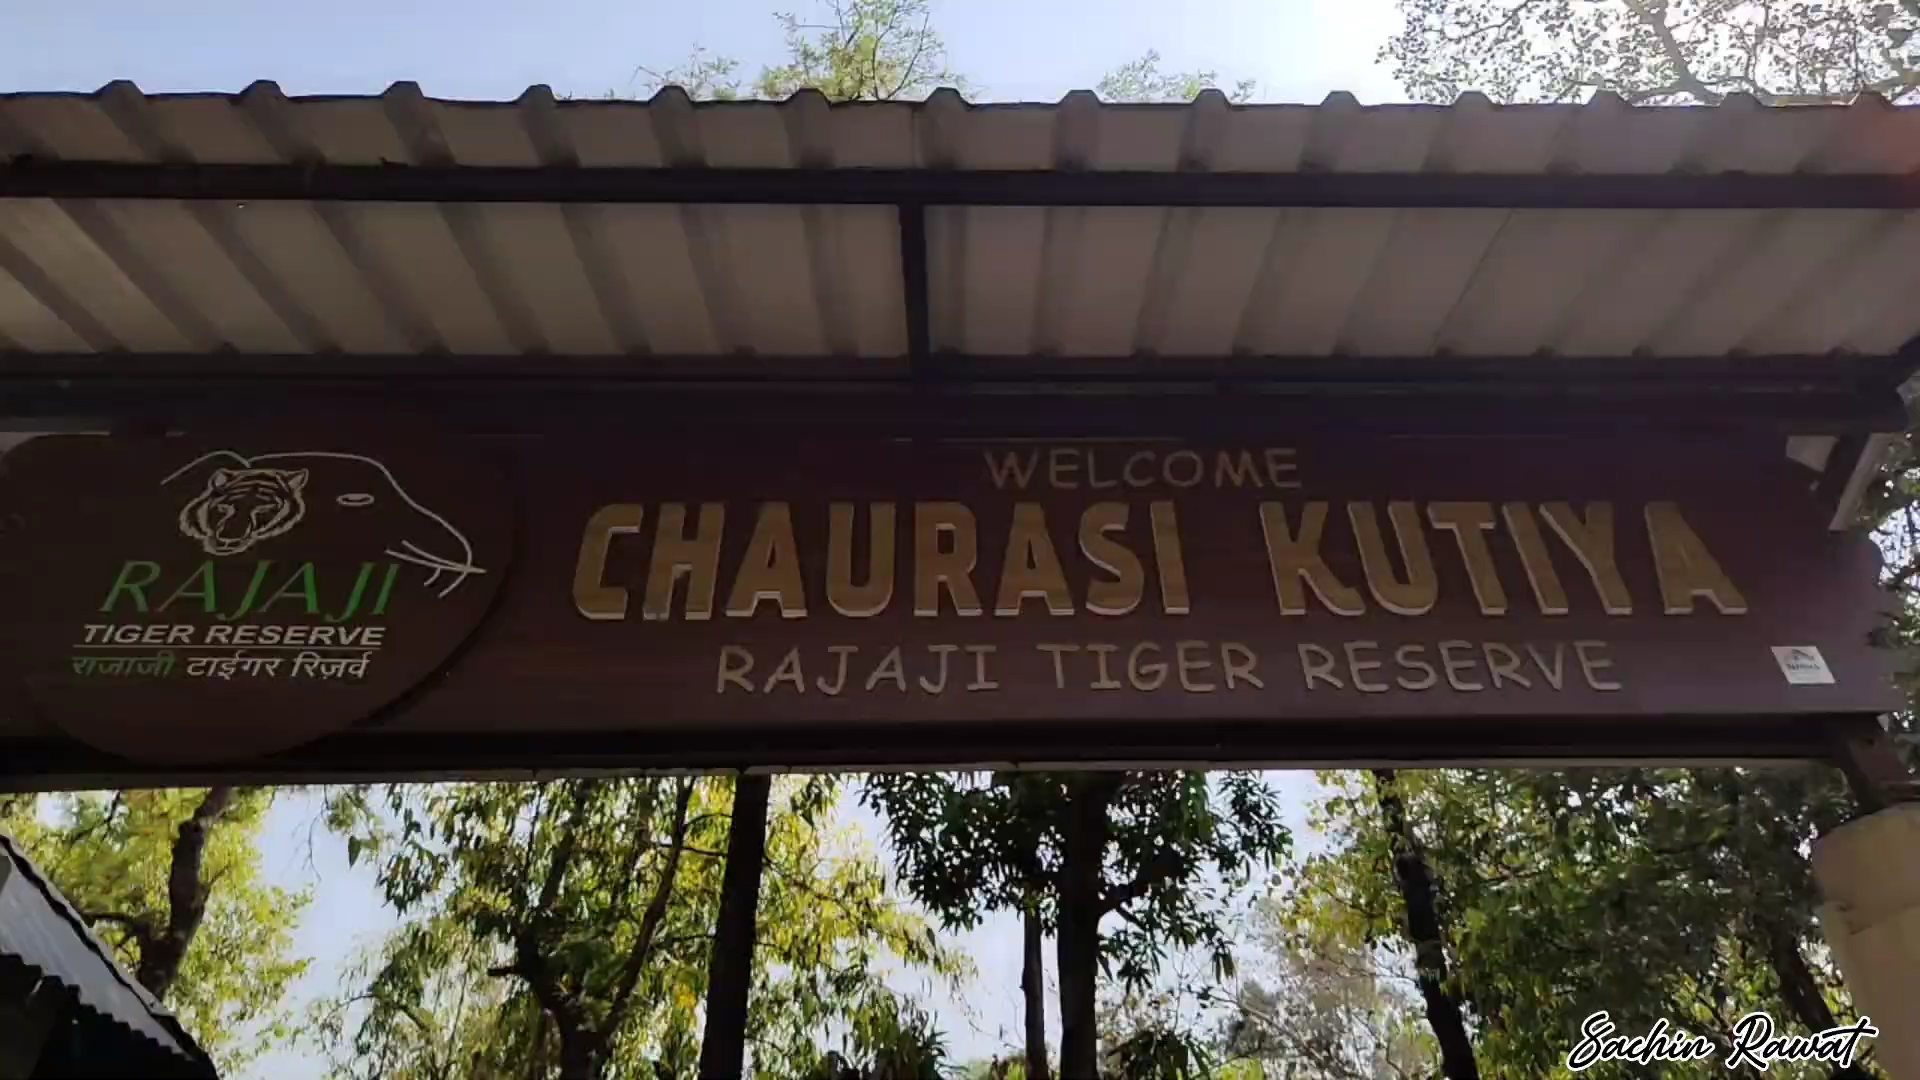 WELCOME
CHAURASI KUTIYA
RAJAJI TIGER RESERVE
RAJAJI
TIGER RESERVE
राजाजी टाईगर रिज़र्व
Sachin Rawat